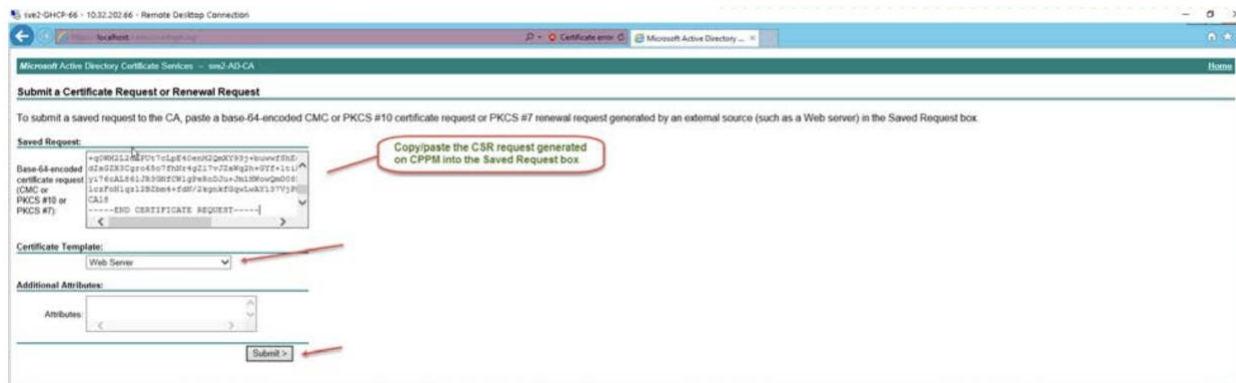 sve2-GHCP-66 - 10.32.202.66 - Remote Desktop Connection
localhost
Certificate error
Microsoft Active Directory ...
Microsoft Active Directory Certificate Services -- sve2-AD-CA
Home
Submit a Certificate Request or Renewal Request
To submit a saved request to the CA, paste a base-64-encoded CMC or PKCS #10 certificate request or PKCS #7 renewal request generated by an external source (such as a Web server) in the Saved Request box.
Saved Request:
Base-64-encoded
certificate request
(CMC or
PKCS #10 or
PKCS #7):
CA18
-----END CERTIFICATE REQUEST-----
Copy/paste the CSR request generated
on CPPM into the Saved Request box
Certificate Template:
Web Server
Additional Attributes:
Attributes:
Submit >